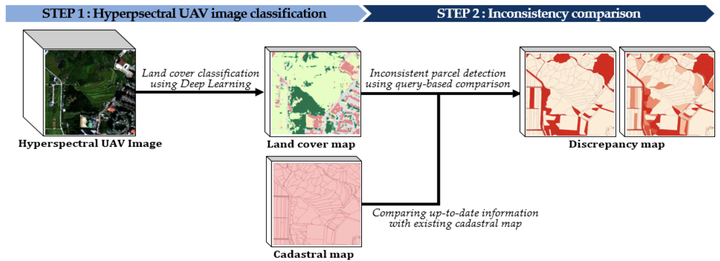 STEP 1 : Hyperpsectral UAV image classification
STEP 2 : Inconsistency comparison
Land cover classification
using Deep Learning
Inconsistent parcel detection
using query-based comparison
Hyperspectral UAV Image
Land cover map
Discrepancy map
Comparing up-to-date information
with existing cadastral map
Cadastral map